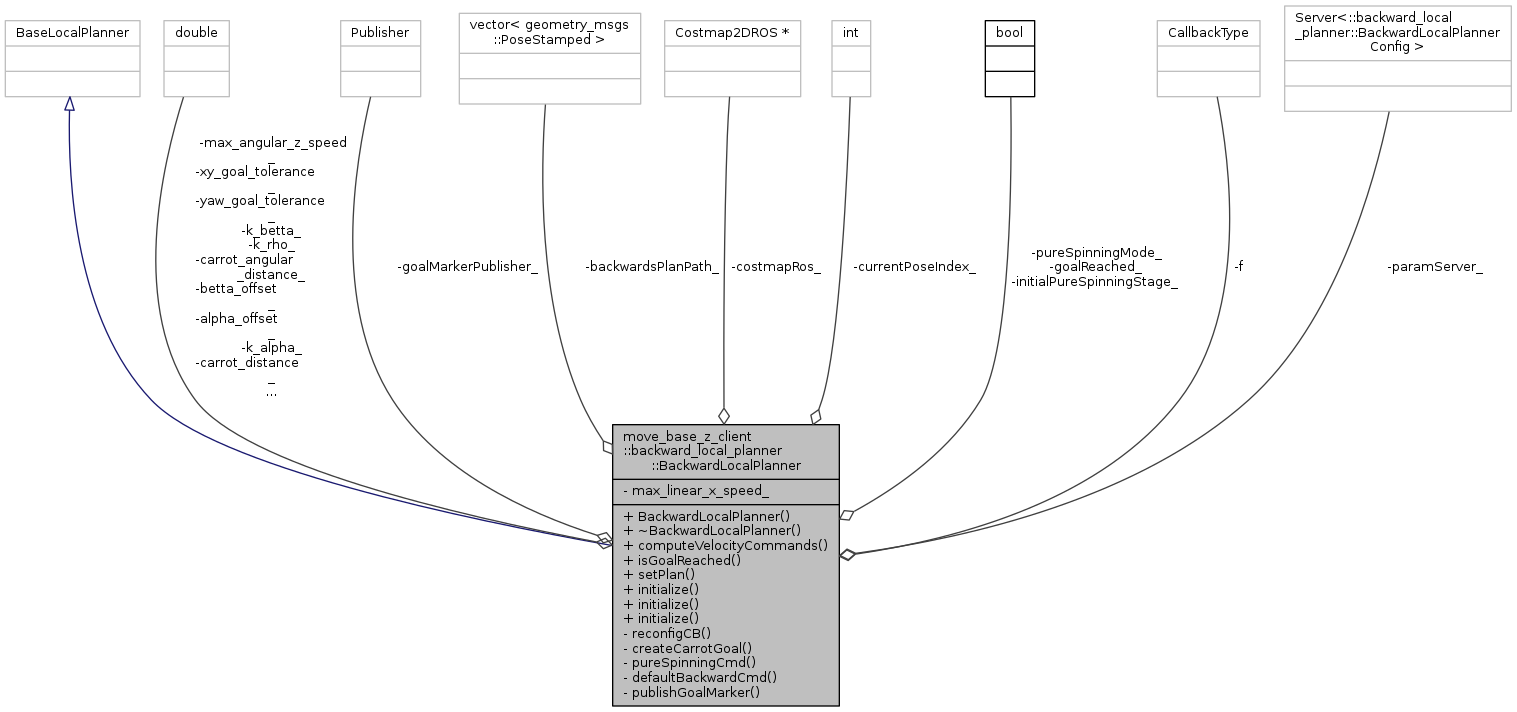 BaseLocalPlanner
double
Publisher
vector< geometry_msgs
::PoseStamped >
Costmap2DROS *
int
bool
CallbackType
Server<::backward_local
_planner::BackwardLocalPlanner
Config >
-max_angular_z_speed
_
-xy_goal_tolerance
_
-yaw_goal_tolerance
_
-k_betta_
-k_rho_
-carrot_angular
_distance_
-betta_offset
_
-alpha_offset
_
-k_alpha_
-carrot_distance
_
...
-goalMarkerPublisher_
-backwardsPlanPath_
-costmapRos_
-currentPoseIndex_
-pureSpinningMode_
-goalReached_
-initialPureSpinningStage_
-f
-paramServer_
move_base_z_client
::backward_local_planner
::BackwardLocalPlanner
- max_linear_x_speed_
+ BackwardLocalPlanner()
+ ~BackwardLocalPlanner()
+ computeVelocityCommands()
+ isGoalReached()
+ setPlan()
+ initialize()
+ initialize()
+ initialize()
- reconfigCB()
- createCarrotGoal()
- pureSpinningCmd()
- defaultBackwardCmd()
- publishGoalMarker()